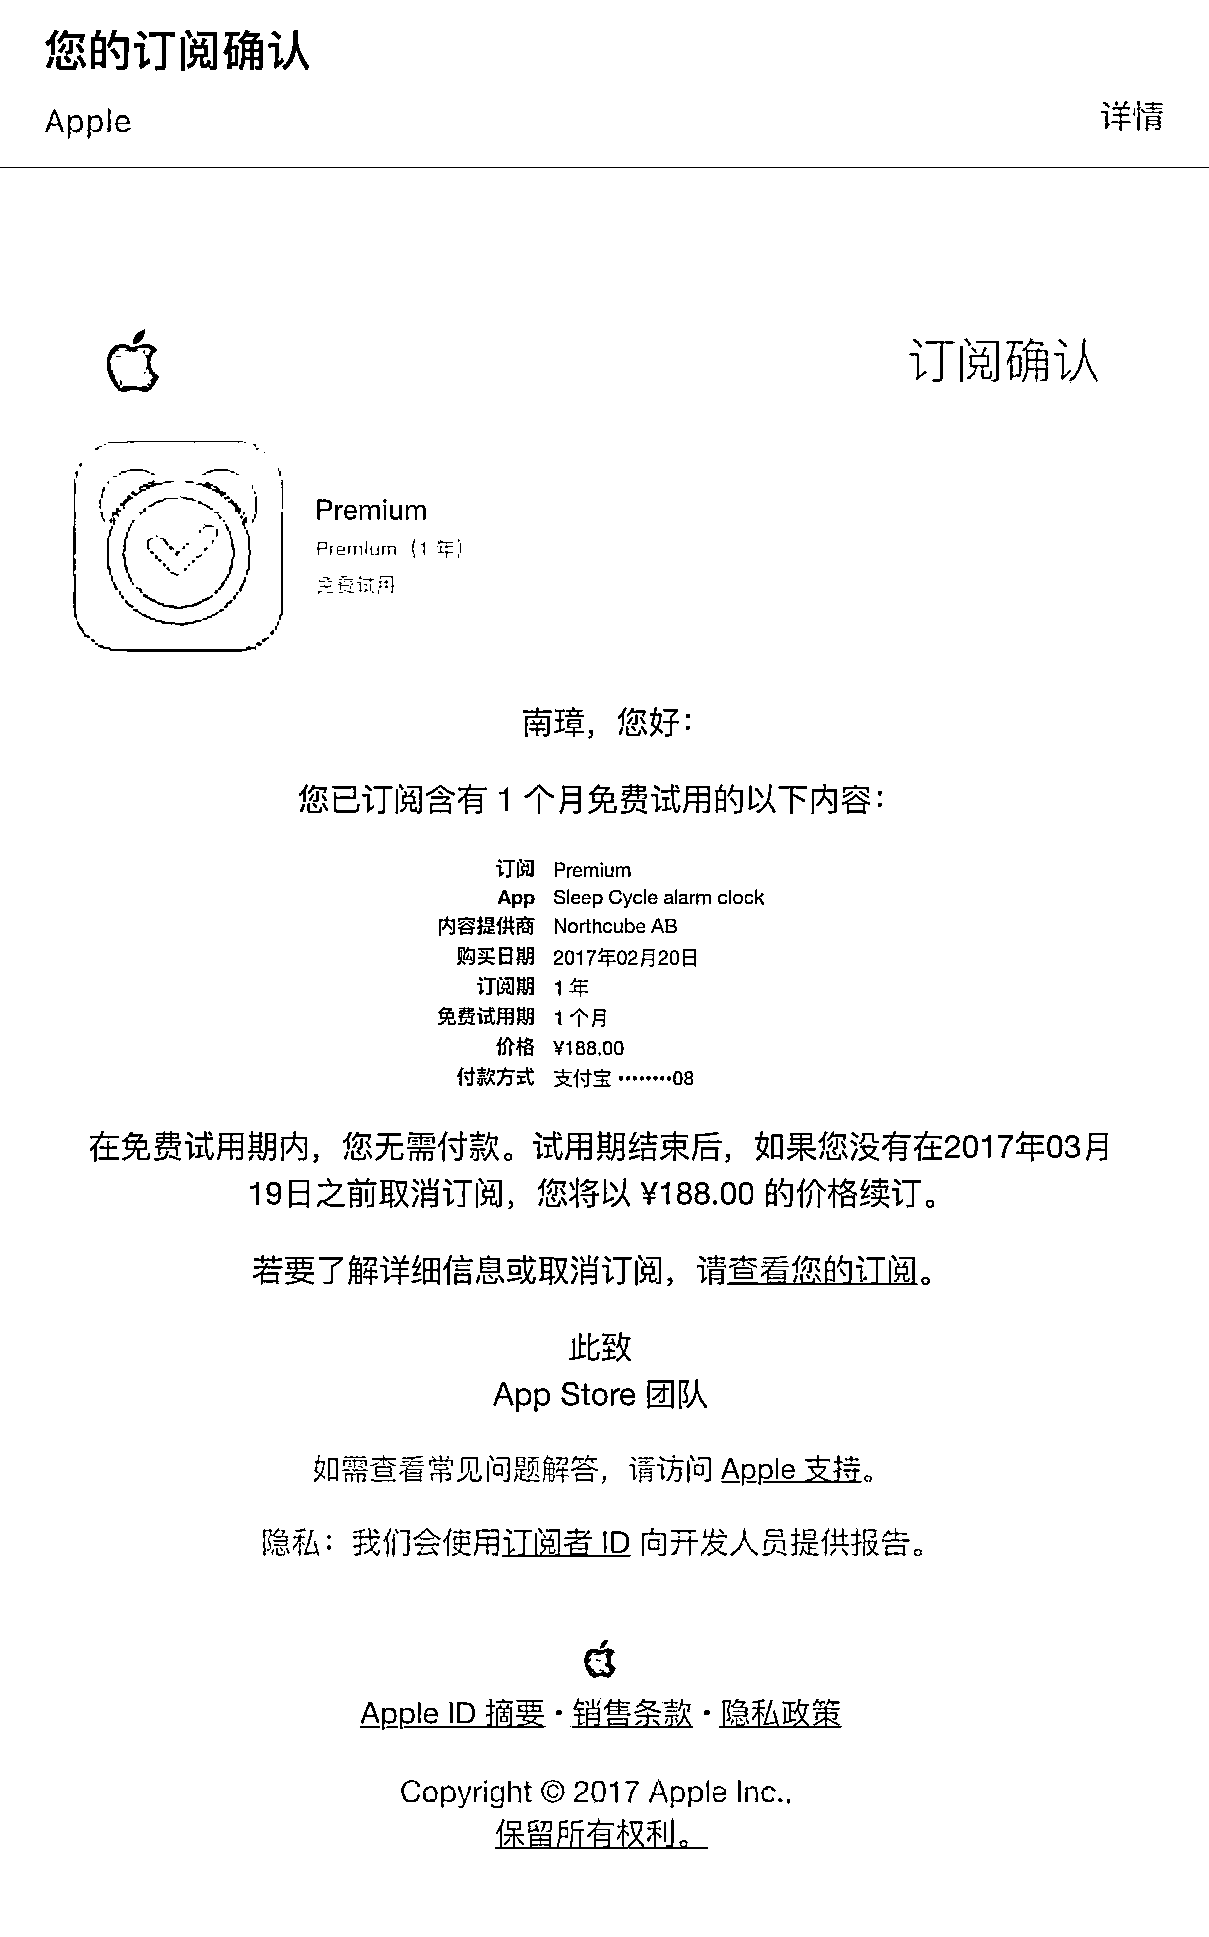 您的订阅确认
Apple
详情
订阅确认
Premium
Premium（1 年）
免费试用
南璋，您好：
您已订阅含有 1 个月免费试用的以下内容：
订阅 Premium
App Sleep Cycle alarm clock
内容提供商 Northcube AB
购买日期 2017年02月20日
订阅期 1 年
免费试用期 1 个月
价格 ¥188.00
付款方式 支付宝 ········08
在免费试用期内，您无需付款。试用期结束后，如果您没有在2017年03月
19日之前取消订阅，您将以 ¥188.00 的价格续订。
若要了解详细信息或取消订阅，请查看您的订阅。
此致
App Store 团队
如需查看常见问题解答，请访问 Apple 支持。
隐私：我们会使用订阅者 ID 向开发人员提供报告。
Apple ID 摘要 · 销售条款 · 隐私政策
Copyright © 2017 Apple Inc.,
保留所有权利。